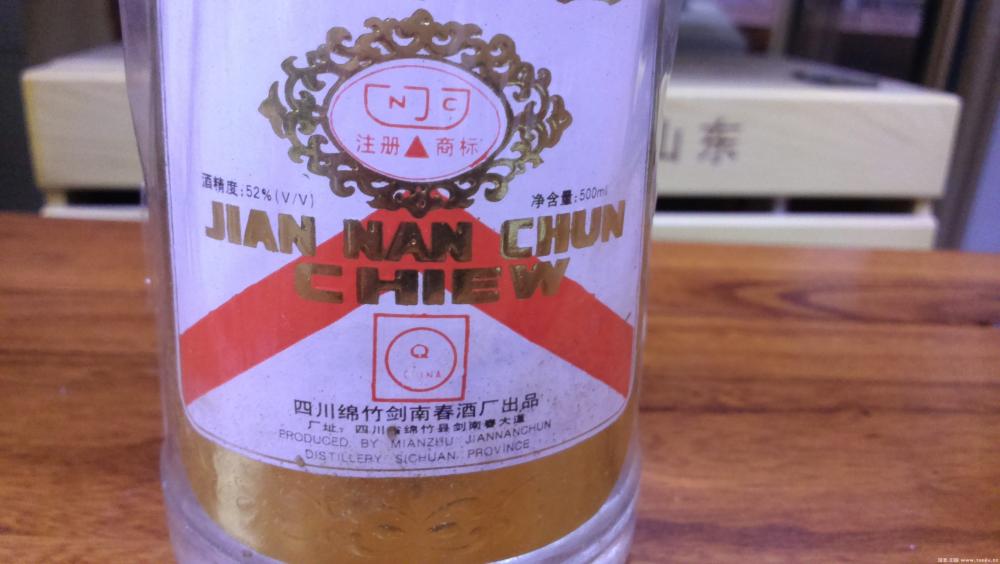 NJC
注册 商标
酒精度:52%(V/V)
净含量:500ml
JIAN NAN CHUN
CHIEW
Q
CHINA
四川绵竹剑南春酒厂出品
厂址:四川省绵竹县剑南春大道
PRODUCED BY MIANZHU JIANNANCHUN
DISTILLERY SICHUAN PROVINCE
山东